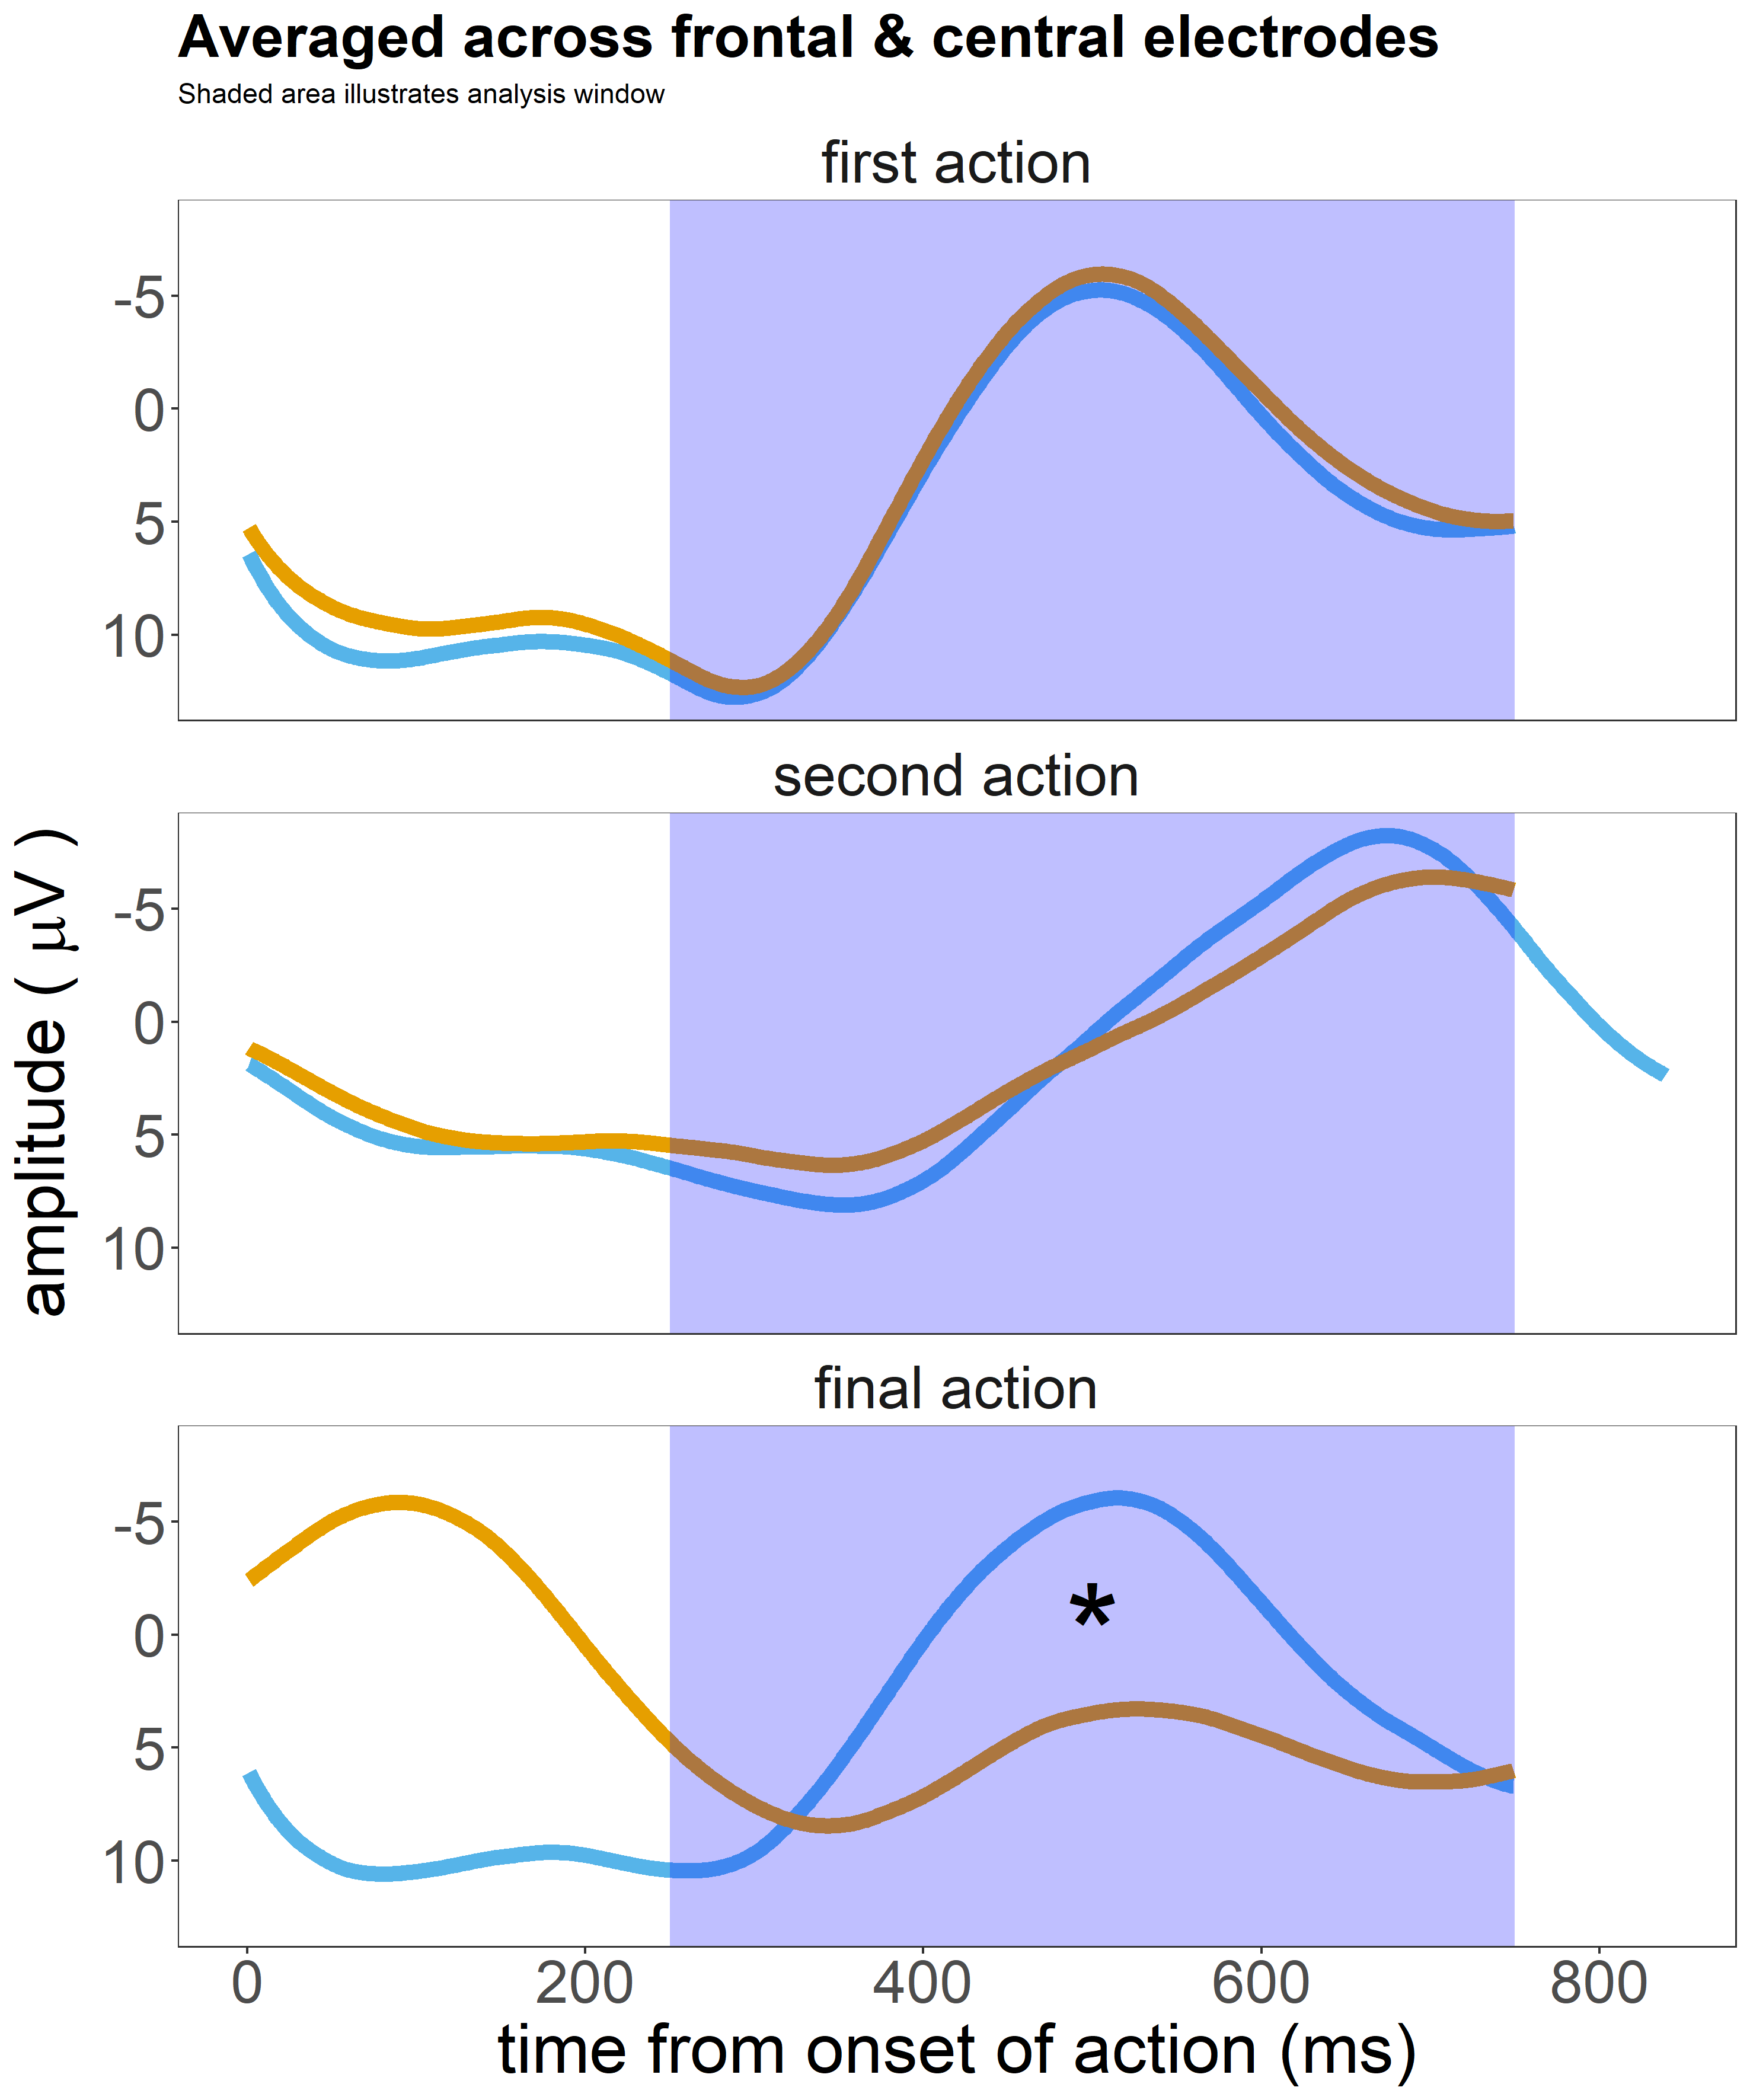 Averaged across frontal & central electrodes
Shaded area illustrates analysis window
first action
-5
0
5
10
second action
-5
0
5
10
amplitude ( μV )
final action
*
-5
0
5
10
0 200 400 600 800
time from onset of action (ms)